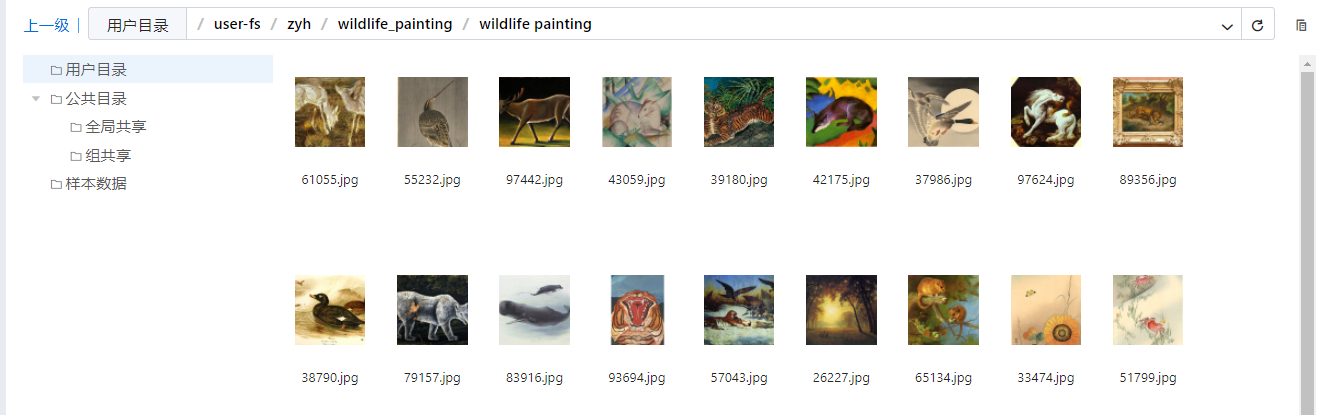 上一级 | 用户目录 / user-fs / zyh / wildlife_painting / wildlife painting
用户目录
公共目录
全局共享
组共享
样本数据
61055.jpg 55232.jpg 97442.jpg 43059.jpg 39180.jpg 42175.jpg 37986.jpg 97624.jpg 89356.jpg
38790.jpg 79157.jpg 83916.jpg 93694.jpg 57043.jpg 26227.jpg 65134.jpg 33474.jpg 51799.jpg